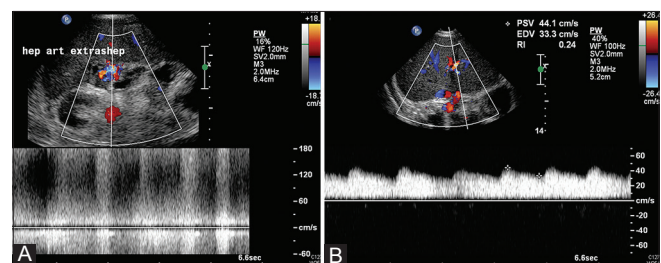 +18.
hep art extrashep
PW
16%
WF 120Hz
SV2.0mm
M3
2.0MHz
6.4cm
-18.7
cm/s
180
120
60
cm/s
-60
6.6sec
A
PSV 44.1 cm/s
EDV 33.3 cm/s
RI 0.24
+26.4
PW
40%
WF 100Hz
SV2.0mm
M3
2.0MHz
5.2cm
-26.4
cm/s
14
60
40
20
cm/s
-20
-40
-60
6.6sec
B